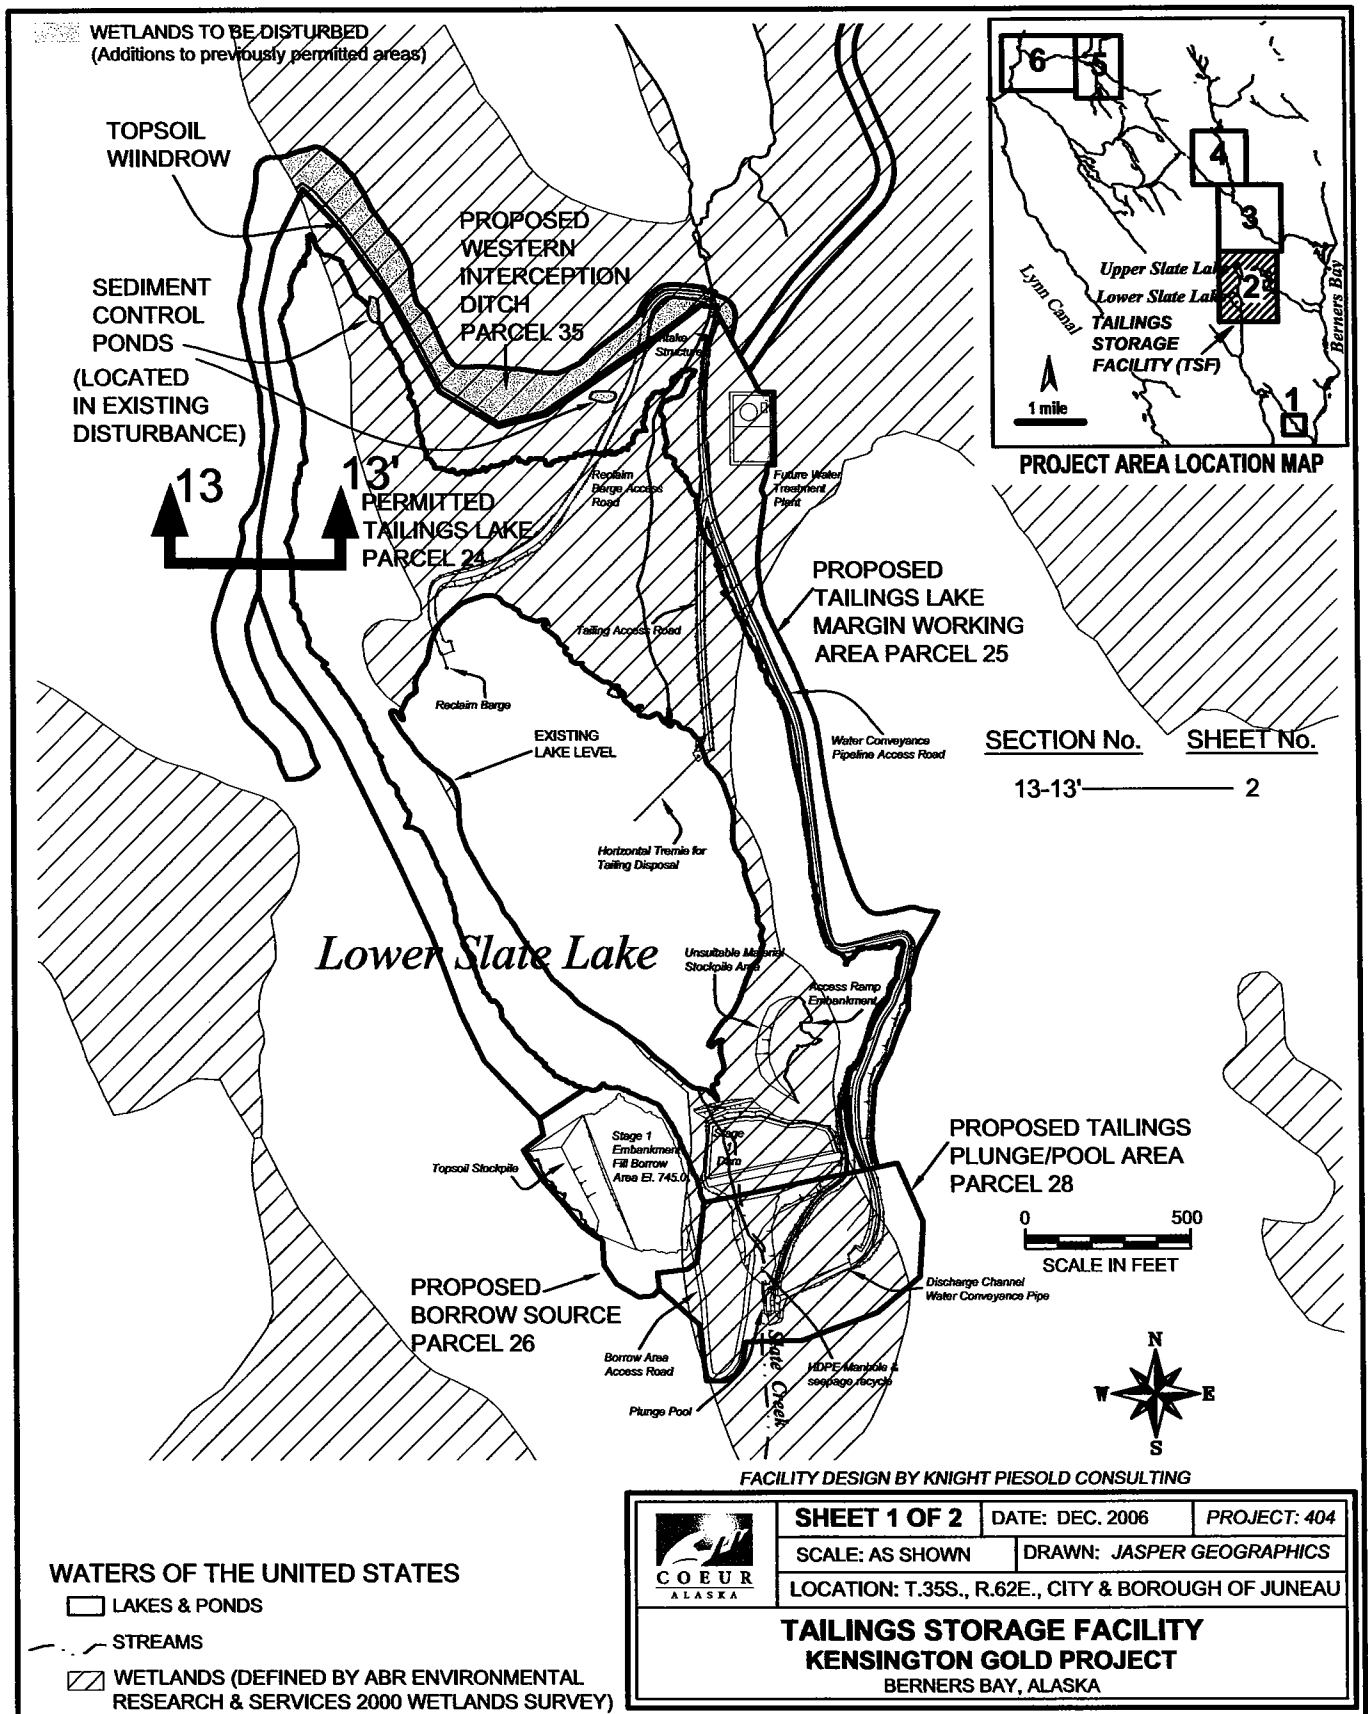 WETLANDS TO BE DISTURBED
(Additions to previously permitted areas)
TOPSOIL
WIINDROW
SEDIMENT
CONTROL
PONDS
(LOCATED
IN EXISTING
DISTURBANCE)
PROPOSED
WESTERN
INTERCEPTION
DITCH
PARCEL 35
Intake
Structure
13
13'
PERMITTED
TAILINGS LAKE
PARCEL 24
Reclaim
Barge Access
Road
Future Water
Treatment
Plant
6
5
4
3
2
1
Upper Slate Lake
Lower Slate Lake
Lynn Canal
Berners Bay
TAILINGS
STORAGE
FACILITY (TSF)
1 mile
PROJECT AREA LOCATION MAP
PROPOSED
TAILINGS LAKE
MARGIN WORKING
AREA PARCEL 25
Tailing Access Road
Reclaim Barge
EXISTING
LAKE LEVEL
Water Conveyance
Pipeline Access Road
SECTION No. SHEET No.
13-13' 2
Horizontal Tremie for
Tailing Disposal
Lower Slate Lake
Unsuitable Material
Stockpile Area
Access Ramp
Embankment
Stage 1
Embankment
Fill Borrow
Area El. 745.0
Stage
1
Dam
Topsoil Stockpile
PROPOSED TAILINGS
PLUNGE/POOL AREA
PARCEL 28
0 500
SCALE IN FEET
PROPOSED
BORROW SOURCE
PARCEL 26
Discharge Channel
Water Conveyance Pipe
Borrow Area
Access Road
HDPE Manhole &
seepage recycle
Plunge Pool
Slate Creek
N
W E
S
FACILITY DESIGN BY KNIGHT PIESOLD CONSULTING
COEUR
ALASKA
SHEET 1 OF 2 DATE: DEC. 2006 PROJECT: 404
SCALE: AS SHOWN DRAWN: JASPER GEOGRAPHICS
LOCATION: T.35S., R.62E., CITY & BOROUGH OF JUNEAU
TAILINGS STORAGE FACILITY
KENSINGTON GOLD PROJECT
BERNERS BAY, ALASKA
WATERS OF THE UNITED STATES
LAKES & PONDS
STREAMS
WETLANDS (DEFINED BY ABR ENVIRONMENTAL
RESEARCH & SERVICES 2000 WETLANDS SURVEY)